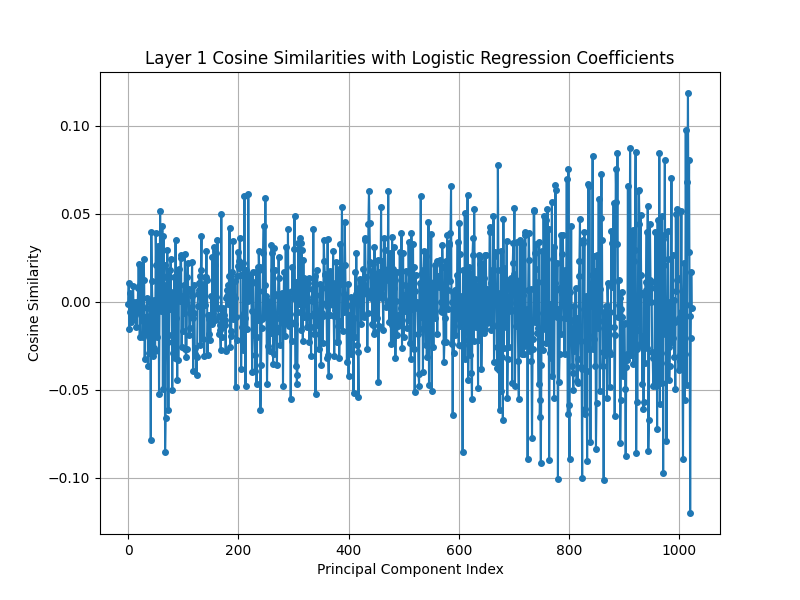 Layer 1 Cosine Similarities with Logistic Regression Coefficients
0.10
0.05
0.00
−0.05
−0.10
Cosine Similarity
0 200 400 600 800 1000
Principal Component Index